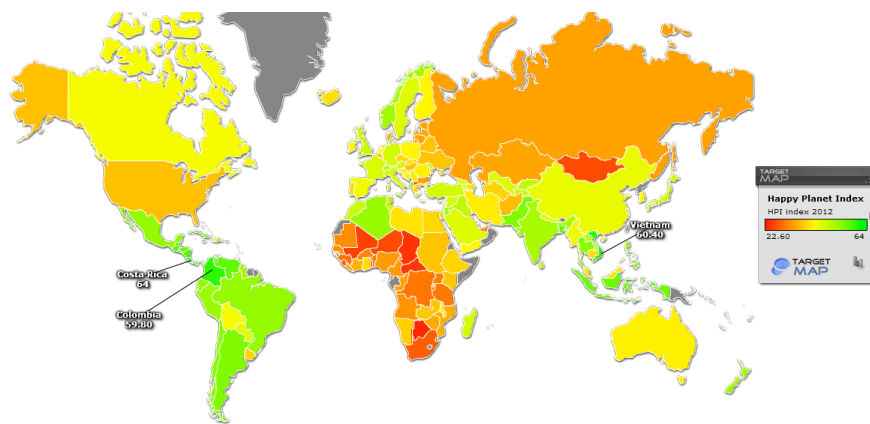 TARGET
MAP
Happy Planet Index
HPI index 2012
22.60 64
TARGET
MAP
Vietnam
60.40
Costa Rica
64
Colombia
59.80